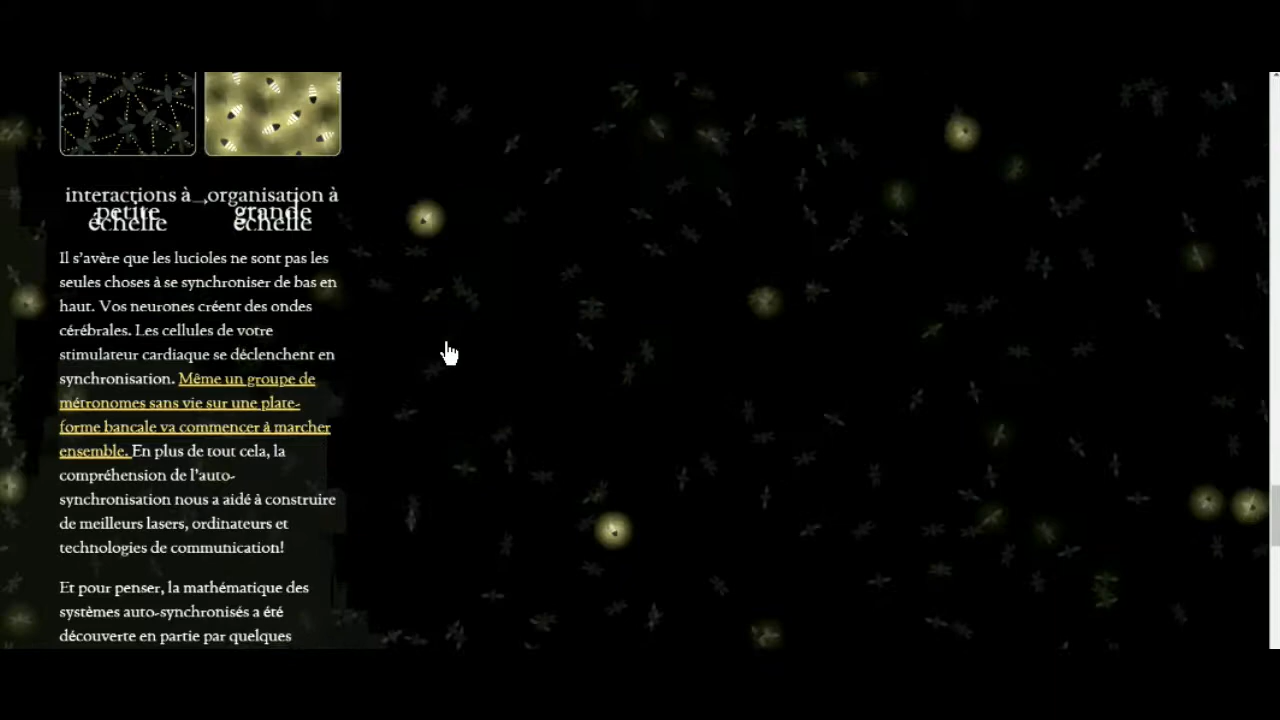 interactions à → organisation à
petite grande
échelle echelle
Il s'avère que les lucioles ne sont pas les
seules choses à se synchroniser de bas en
haut. Vos neurones créent des ondes
cérébrales. Les cellules de votre
stimulateur cardiaque se déclenchent en
synchronisation. Même un groupe de
métronomes sans vie sur une plate-
forme bancale va commencer à marcher
ensemble. En plus de tout cela, la
compréhension de l'auto-
synchronisation nous a aidé à construire
de meilleurs lasers, ordinateurs et
technologies de communication!
Et pour penser, la mathématique des
systèmes auto-synchronisés a été
découverte en partie par quelques